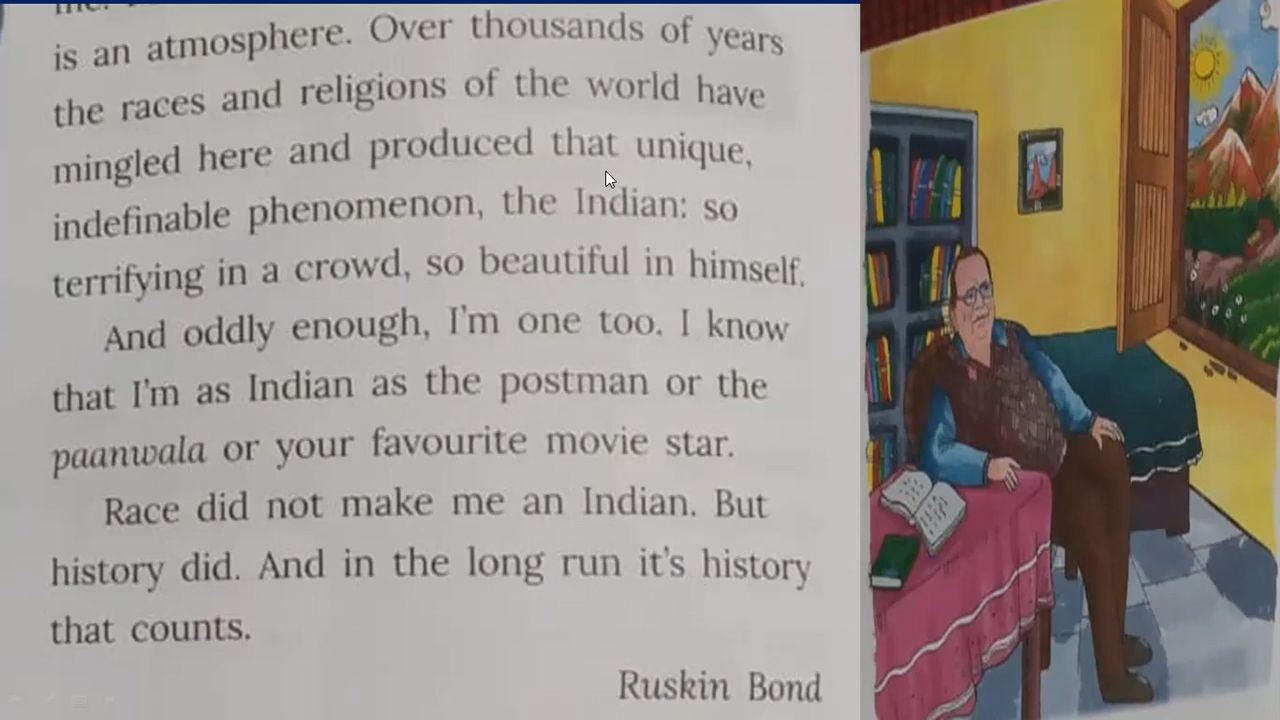 is an atmosphere. Over thousands of years
the races and religions of the world have
mingled here and produced that unique,
indefinable phenomenon, the Indian: so
terrifying in a crowd, so beautiful in himself.
And oddly enough, I'm one too. I know
that I'm as Indian as the postman or the
paanwala or your favourite movie star.
Race did not make me an Indian. But
history did. And in the long run it's history
that counts.
Ruskin Bond